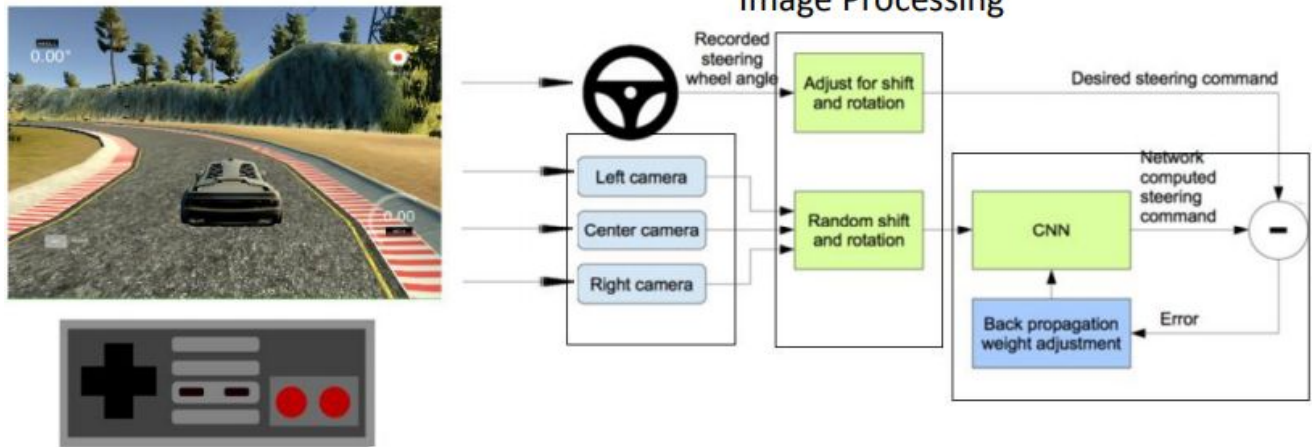 Image Processing
0.00°
0.00
Recorded
steering
wheel angle
Adjust for shift
and rotation
Desired steering command
Left camera
Center camera
Right camera
Random shift
and rotation
CNN
Network
computed
steering
command
-
Back propagation
weight adjustment
Error